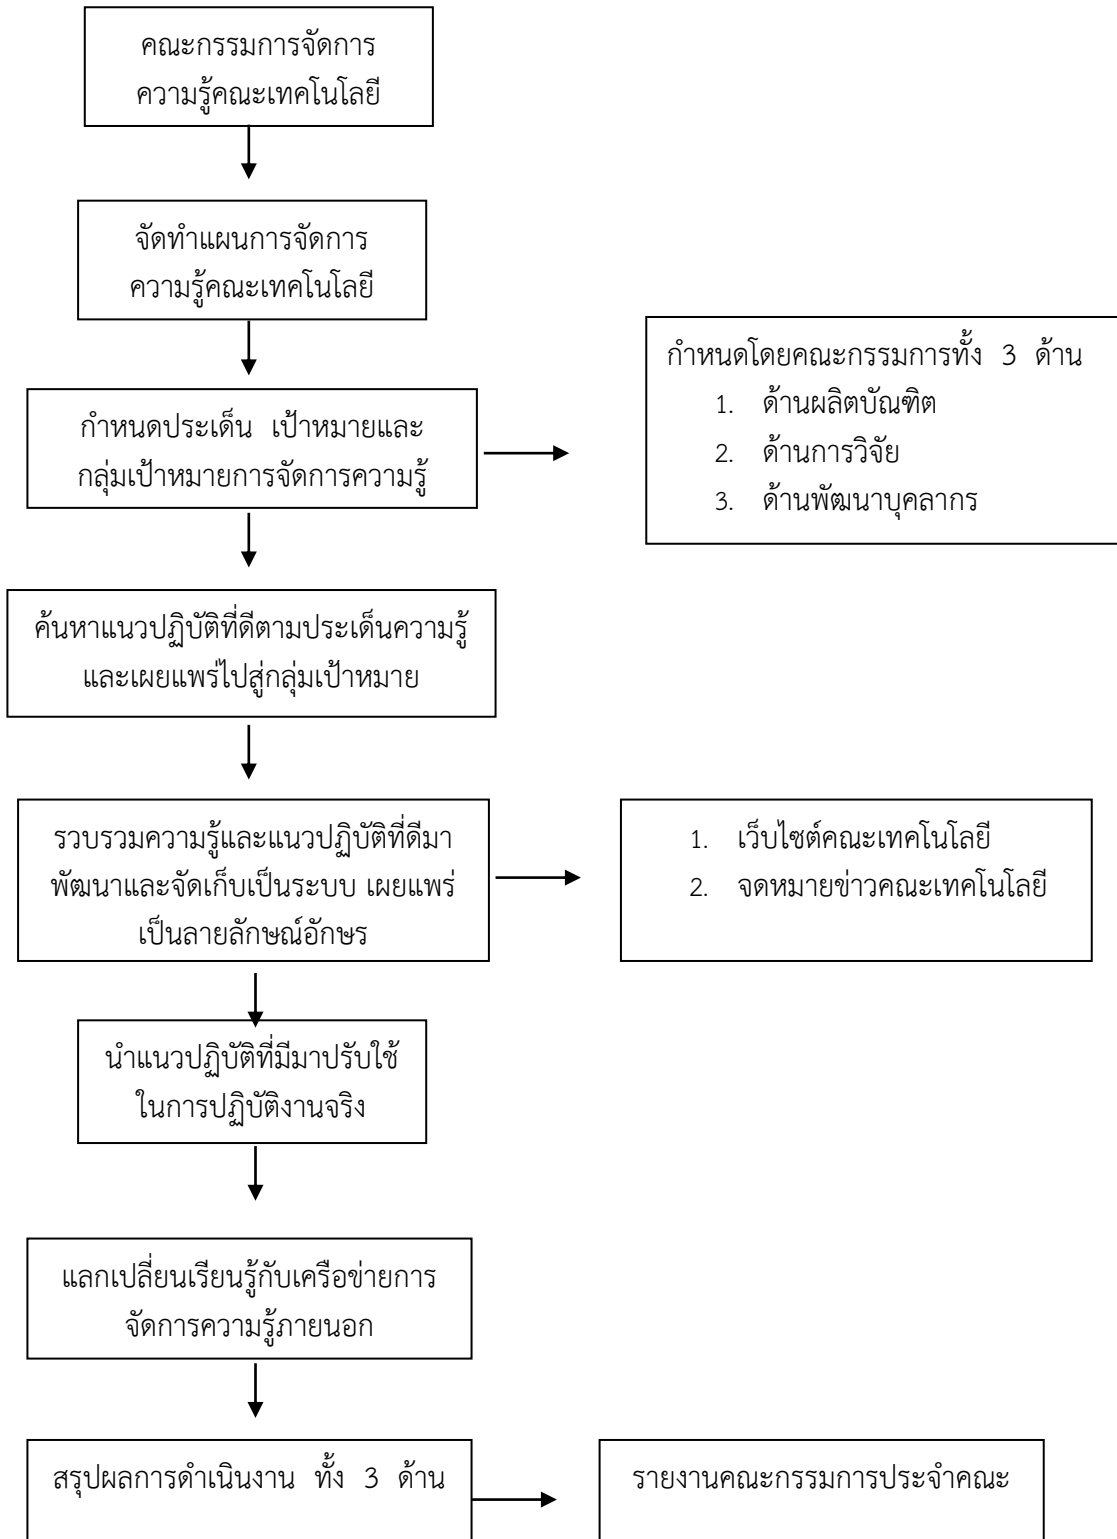 คณะกรรมการจัดการ
ความรู้คณะเทคโนโลยี
จัดทำแผนการจัดการ
ความรู้คณะเทคโนโลยี
กำหนดประเด็น เป้าหมายและ
กลุ่มเป้าหมายการจัดการความรู้
กำหนดโดยคณะกรรมการทั้ง 3 ด้าน
1. ด้านผลิตบัณฑิต
2. ด้านการวิจัย
3. ด้านพัฒนาบุคลากร
ค้นหาแนวปฏิบัติที่ดีตามประเด็นความรู้
และเผยแพร่ไปสู่กลุ่มเป้าหมาย
รวบรวมความรู้และแนวปฏิบัติที่ดีมา
พัฒนาและจัดเก็บเป็นระบบ เผยแพร่
เป็นลายลักษณ์อักษร
1. เว็บไซต์คณะเทคโนโลยี
2. จดหมายข่าวคณะเทคโนโลยี
นำแนวปฏิบัติที่มีมาปรับใช้
ในการปฏิบัติงานจริง
แลกเปลี่ยนเรียนรู้กับเครือข่ายการ
จัดการความรู้ภายนอก
สรุปผลการดำเนินงาน ทั้ง 3 ด้าน
รายงานคณะกรรมการประจำคณะ